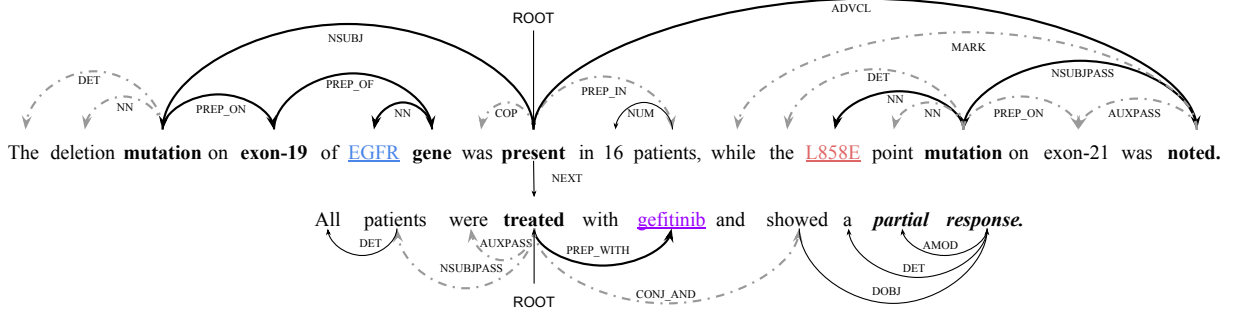 ROOT
ADVCL
NSUBJ
MARK
DET
PREP_OF
DET
NSUBJPASS
NN
PREP_ON
NN
COP
PREP_IN
NUM
NN
NN
PREP_ON
AUXPASS
The deletion mutation on exon-19 of EGFR gene was present in 16 patients, while the L858E point mutation on exon-21 was noted.
NEXT
All patients were treated with gefitinib and showed a partial response.
DET
AUXPASS
PREP_WITH
AMOD
NSUBJPASS
DET
CONJ_AND
DOBJ
ROOT